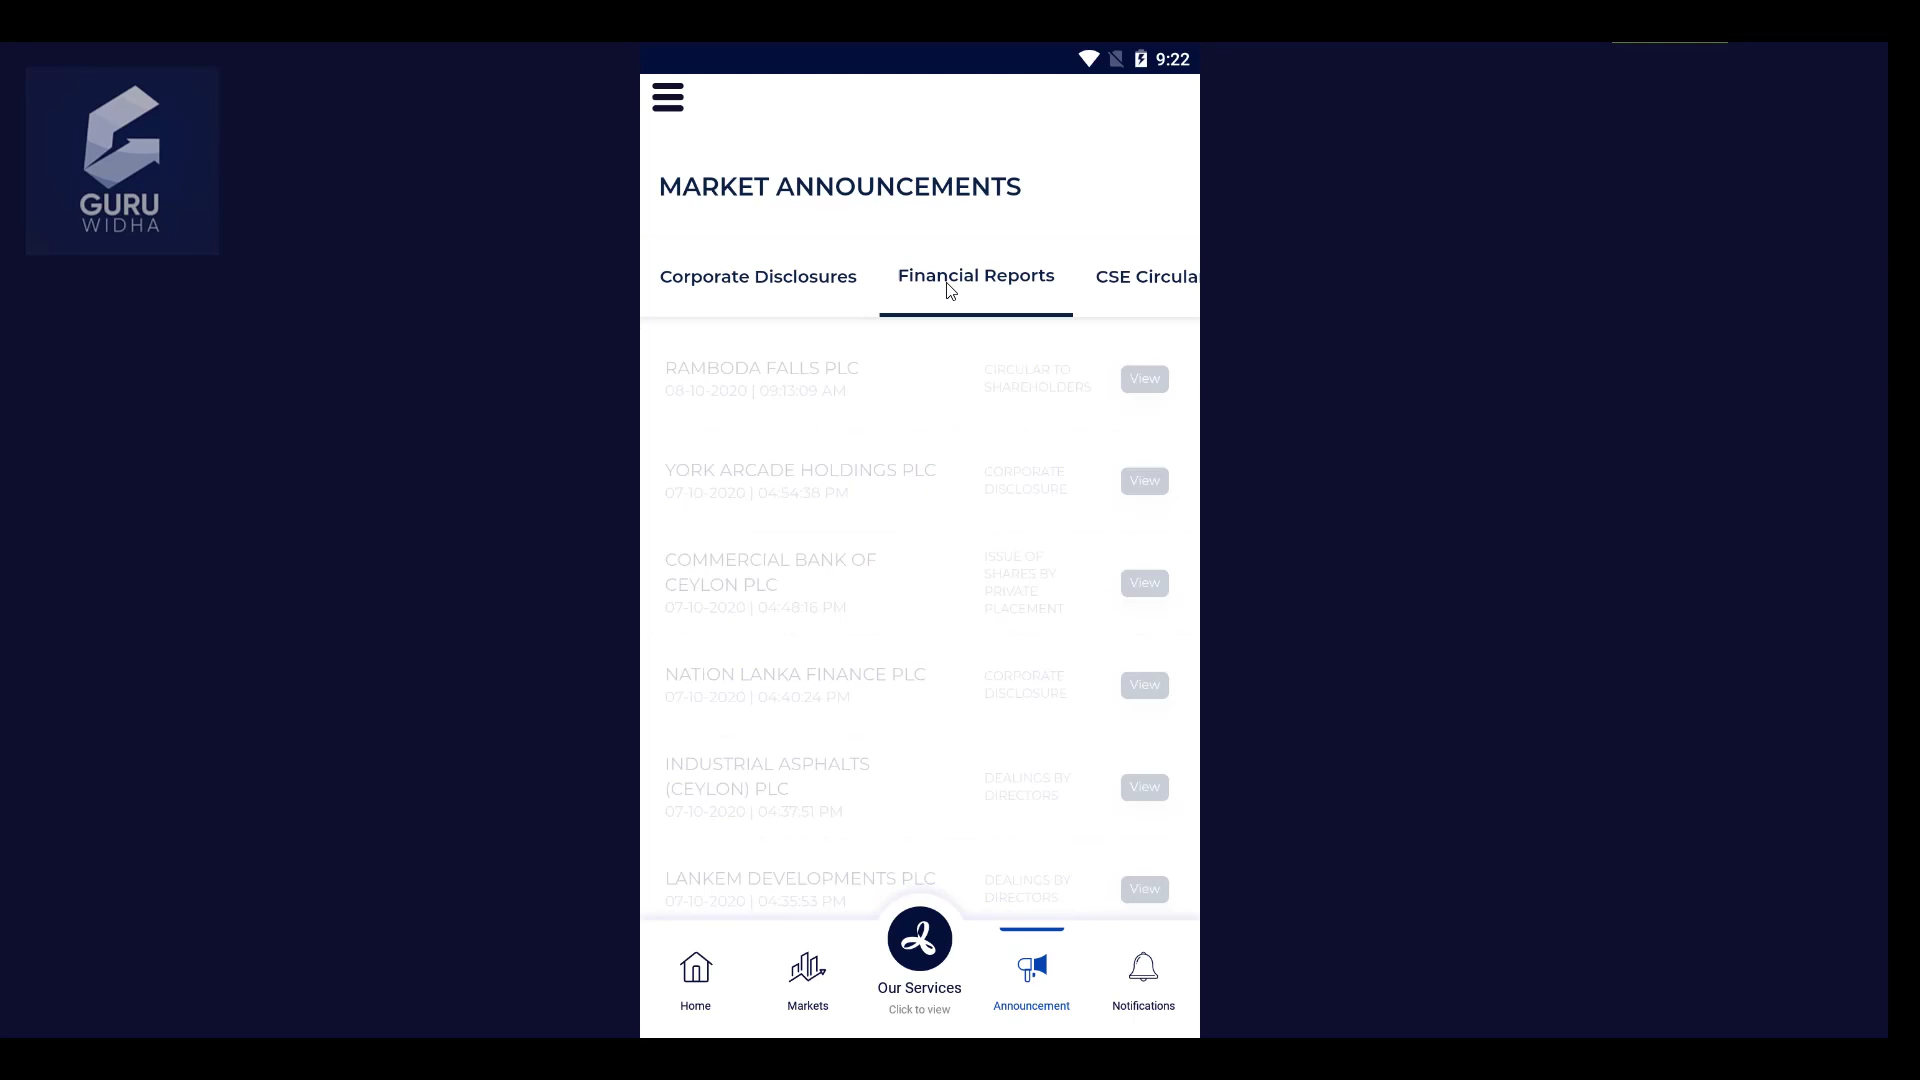 9:22
GURU
WIDHA
MARKET ANNOUNCEMENTS
Corporate Disclosures
Financial Reports
CSE Circula
RAMBODA FALLS PLC
08-10-2020 | 09:13:09 AM
CIRCULAR TO
SHAREHOLDERS
View
YORK ARCADE HOLDINGS PLC
07-10-2020 | 04:54:38 PM
CORPORATE
DISCLOSURE
View
COMMERCIAL BANK OF
CEYLON PLC
07-10-2020 | 04:48:16 PM
ISSUE OF
SHARES BY
PRIVATE
PLACEMENT
View
NATION LANKA FINANCE PLC
07-10-2020 | 04:40:24 PM
CORPORATE
DISCLOSURE
View
INDUSTRIAL ASPHALTS
(CEYLON) PLC
07-10-2020 | 04:37:51 PM
DEALINGS BY
DIRECTORS
View
LANKEM DEVELOPMENTS PLC
07-10-2020 | 04:35:53 PM
DEALINGS BY
DIRECTORS
View
Home
Markets
Our Services
Click to view
Announcement
Notifications